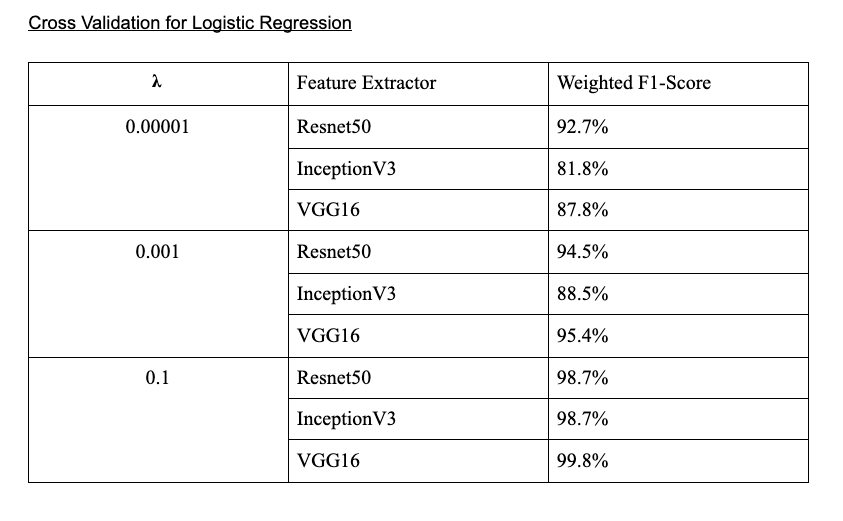 Cross Validation for Logistic Regression
λ Feature Extractor Weighted F1-Score
0.00001 Resnet50 92.7%
InceptionV3 81.8%
VGG16 87.8%
0.001 Resnet50 94.5%
InceptionV3 88.5%
VGG16 95.4%
0.1 Resnet50 98.7%
InceptionV3 98.7%
VGG16 99.8%